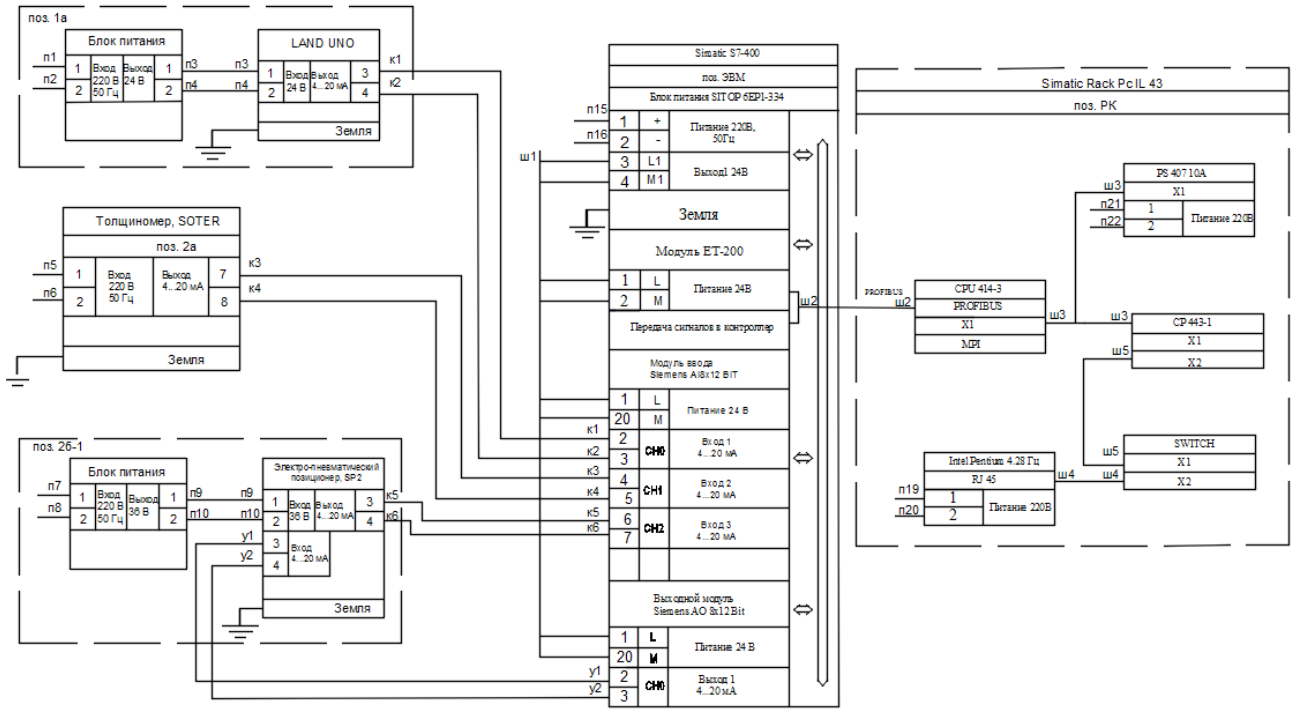 поз. 1а
Блок питания
п1
п2
1
2
Вход
220 В
50 Гц
Выход
24 В
1
2
п3
п4
п3
п4
LAND UNO
1
2
Вход
24 В
Выход
4...20 мА
3
4
к1
к2
Земля
Толщиномер, SOTER
поз. 2а
п5
п6
1
2
Вход
220 В
50 Гц
Выход
4...20 мА
7
8
к3
к4
Земля
поз. 2б-1
Блок питания
п7
п8
1
2
Вход
220 В
50 Гц
Выход
36 В
1
2
п9
п10
п9
п10
Электро-пневматический
позиционер, SP2
1
2
Вход
36 В
Выход
4...20 мА
3
4
к5
к6
у1
у2
3
4
Вход
4...20 мА
Земля
Simatic S7-400
поз. ЭВМ
Блок питания SITOP 6EP1-334
п15
п16
1
+
2
-
Питание 220В,
50Гц
ш1
3
L1
4
M1
Выход1 24В
Земля
Модуль ET-200
1
L
2
M
Питание 24В
Передача сигналов в контроллер
ш2
Модуль ввода
Siemens AI8x12 BIT
1
L
20
M
Питание 24 В
к1
к2
2
3
CH0
Вход 1
4...20 мА
к3
к4
4
5
CH1
Вход 2
4...20 мА
к5
к6
6
7
CH2
Вход 3
4...20 мА
Выходной модуль
Siemens AO 8x12 Bit
1
L
20
M
Питание 24 В
у1
у2
2
3
CH0
Выход 1
4...20 мА
Simatic Rack Pc IL 43
поз. РК
PS 407 10A
X1
ш3
п21
п22
1
2
Питание 220В
PROFIBUS
ш2
CPU 414-3
PROFIBUS
X1
MPI
ш3
ш3
CP 443-1
X1
X2
ш5
SWITCH
X1
X2
ш5
ш4
Intel Pentium 4.28 Гц
RJ 45
ш4
п19
п20
1
2
Питание 220В